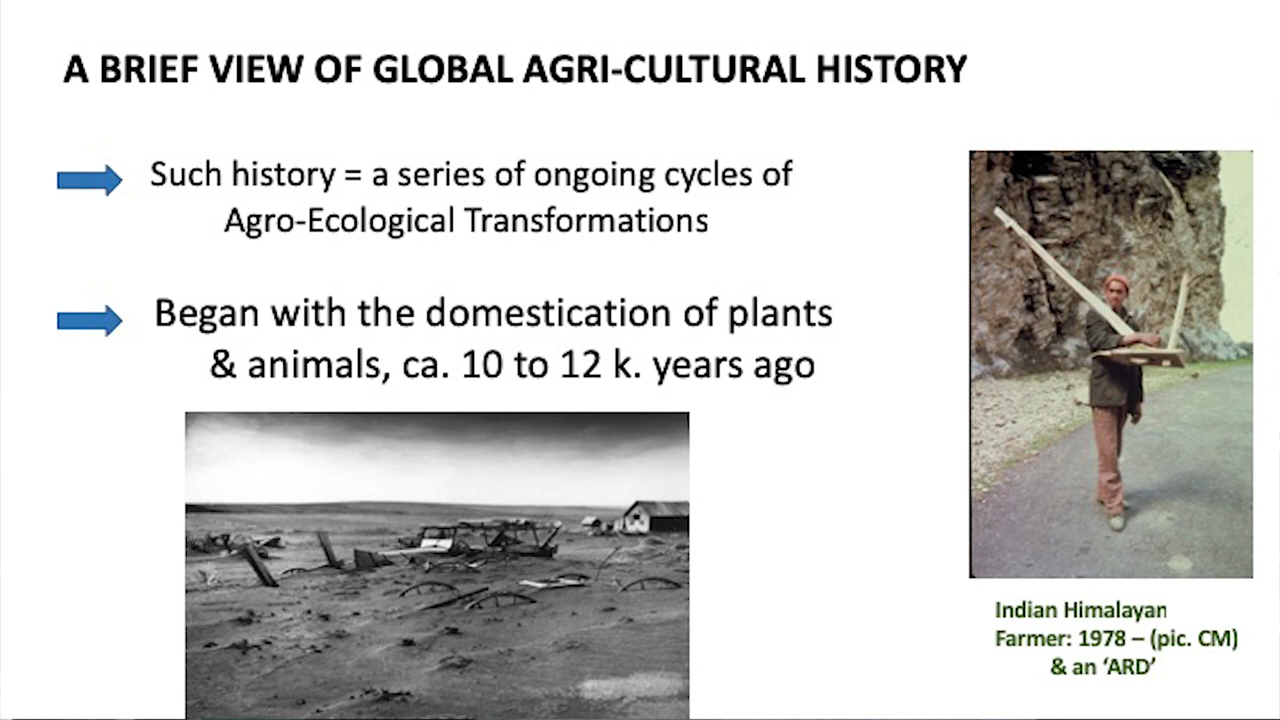 A BRIEF VIEW OF GLOBAL AGRI-CULTURAL HISTORY
Such history = a series of ongoing cycles of
Agro-Ecological Transformations
Began with the domestication of plants
& animals, ca. 10 to 12 k. years ago
Indian Himalayan
Farmer: 1978 – (pic. CM)
& an ‘ARD’